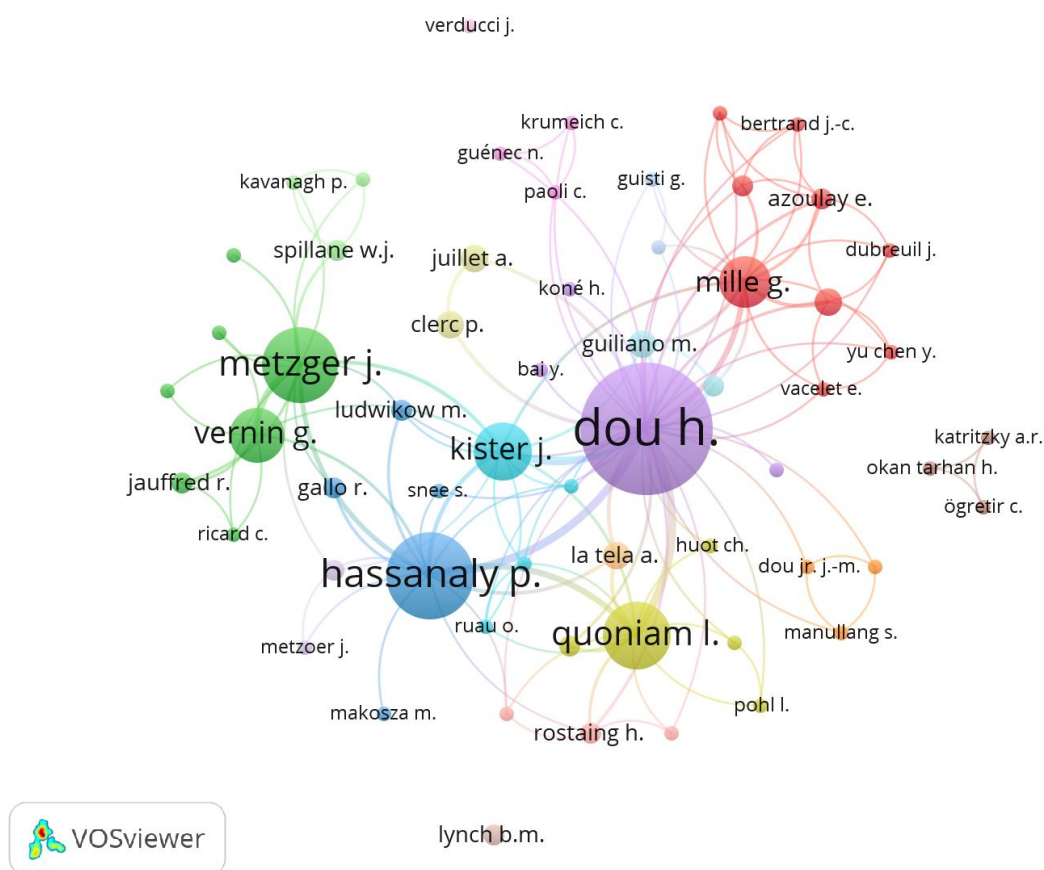 verducci j.
krumeich c.
bertrand j.-c.
guénec n.
kavanagh p.
guisti g.
paoli c.
azoulay e.
spillane w.j.
juillet a.
dubreuil j.
mille g.
koné h.
clerc p.
guiliano m.
yu chen y.
metzger j.
bai y.
vacelet e.
ludwikow m.
dou h.
vernin g.
katritzky a.r.
kister j.
okan tarhan h.
jauffred r.
gallo r.
snee s.
ögretir c.
ricard c.
huot ch.
la tela a.
dou jr. j.-m.
hassanaly p.
ruau o.
quoniam l.
manullang s.
metzoer j.
pohl l.
makosza m.
rostaing h.
lynch b.m.
VOSviewer